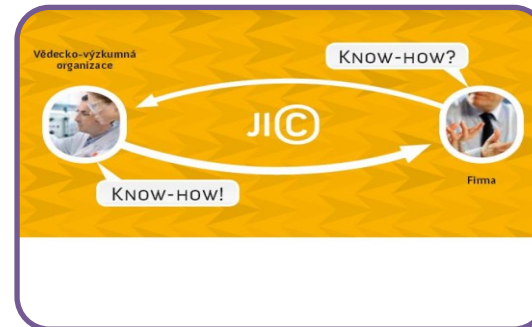 Vědecko-výzkumná
organizace
Know-how?
JIC
Know-how!
Firma